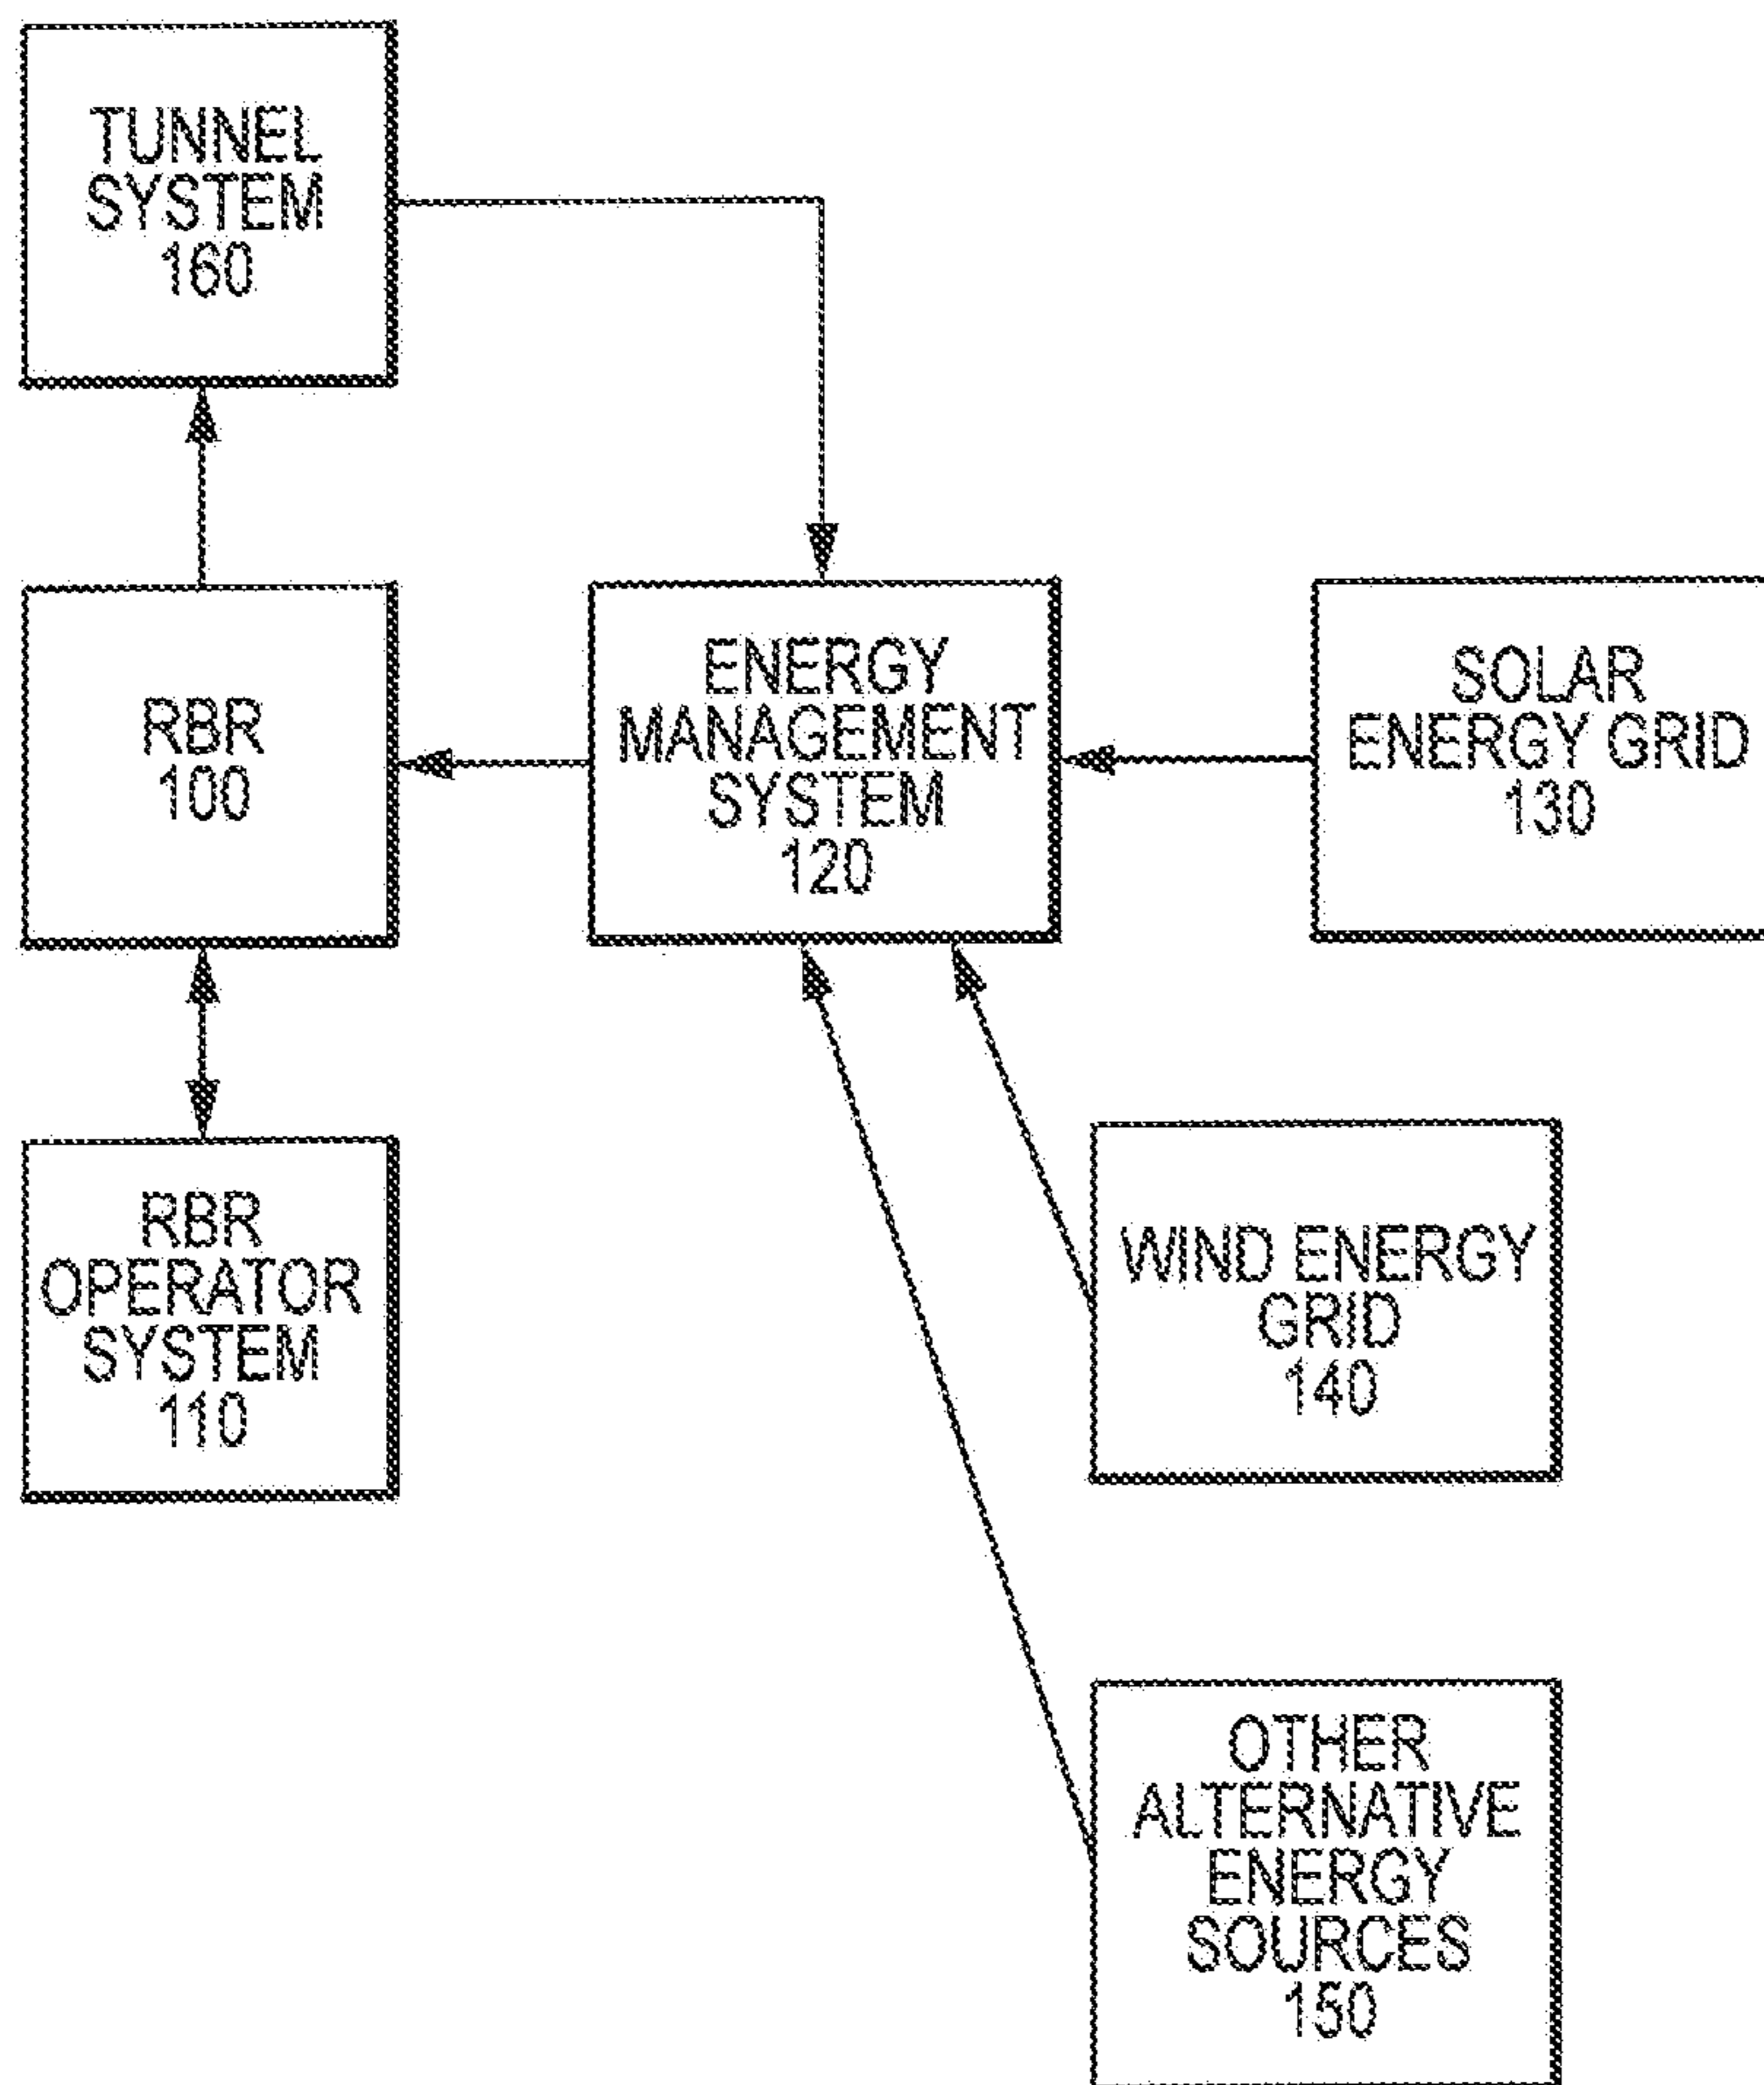 TUNNEL
SYSTEM
160
RBR
100
ENERGY
MANAGEMENT
SYSTEM
120
SOLAR
ENERGY GRID
130
RBR
OPERATOR
SYSTEM
110
WIND ENERGY
GRID
140
OTHER
ALTERNATIVE
ENERGY
SOURCES
150